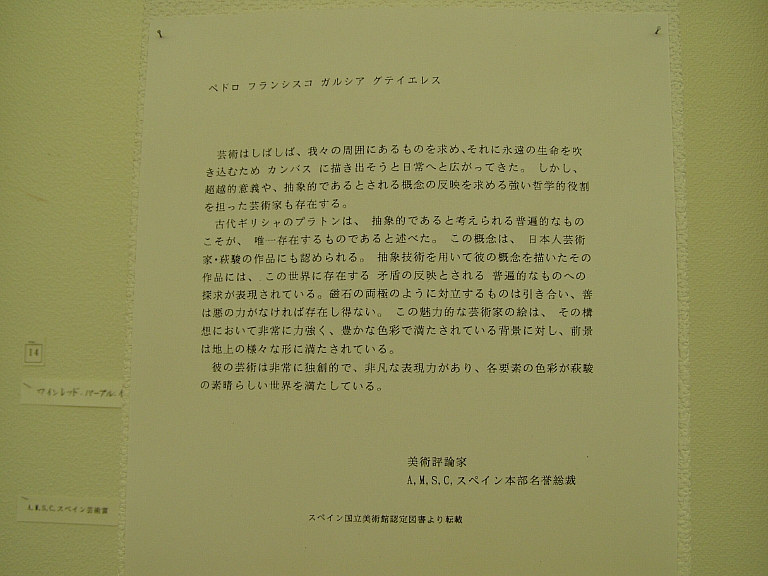 ペドロ フランシスコ ガルシア グテイエレス
芸術はしばしば、我々の周囲にあるものを求め、それに永遠の生命を吹
き込むため カンバス に描き出そうと日常へと広がってきた。 しかし、
超越的意義や、抽象的であるとされる概念の反映を求める強い哲学的役割
を担った芸術家も存在する。
古代ギリシャのプラトンは、 抽象的であると考えられる普遍的なもの
こそが、 唯一存在するものであると述べた。 この概念は、 日本人芸術
家・萩駿の作品にも認められる。 抽象技術を用いて彼の概念を描いたその
作品には、 この世界に存在する 矛盾の反映とされる 普遍的なものへの
探求が表現されている。磁石の両極のように対立するものは引き合い、善
は悪の力がなければ存在し得ない。 この魅力的な芸術家の絵は、 その構
想において非常に力強く、豊かな色彩で満たされている背景に対し、前景
は地上の様々な形に満たされている。
彼の芸術は非常に独創的で、非凡な表現力があり、各要素の色彩が萩駿
の素晴らしい世界を満たしている。
美術評論家
A,M,S,C,スペイン本部名誉総裁
スペイン国立美術館認定図書より転載
14
ワインレッド・パープル・
A,M,S,C,スペイン芸術賞